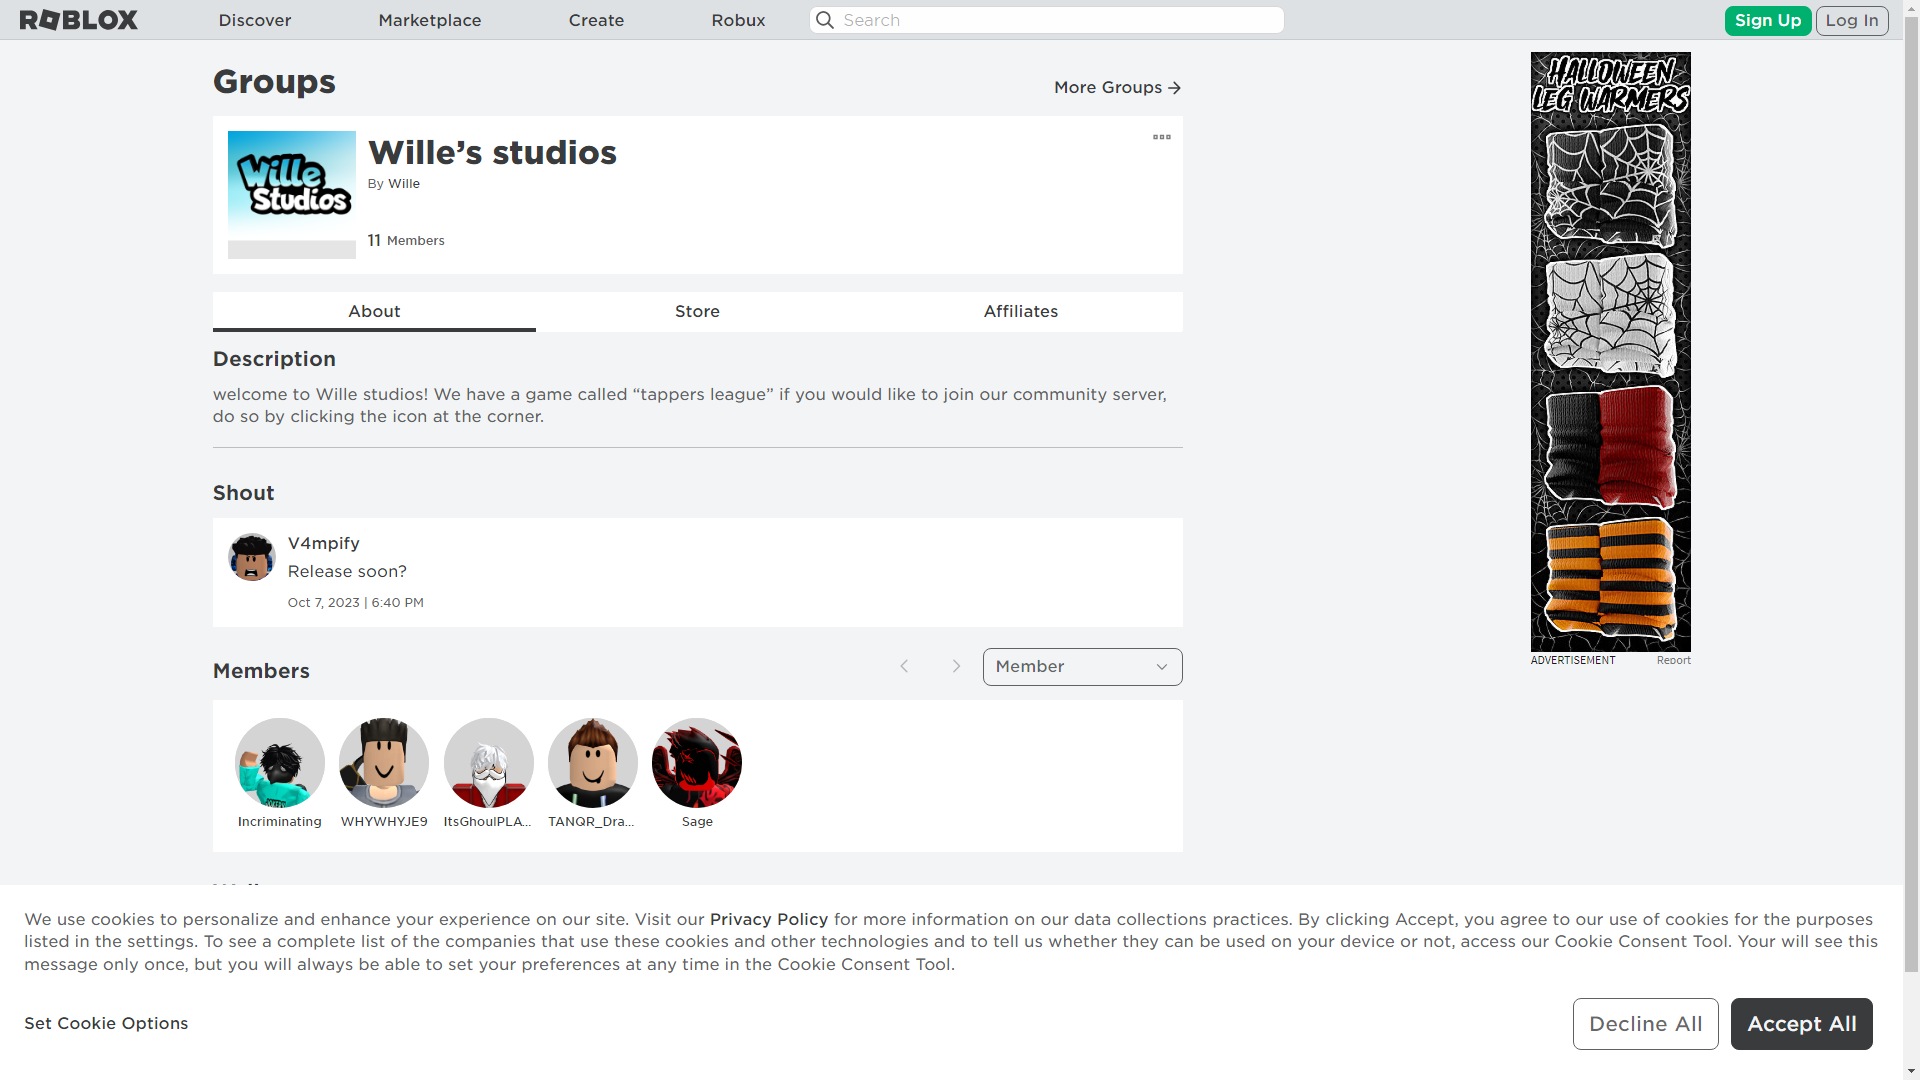 ROBLOX
Discover
Marketplace
Create
Robux
Search
Sign Up
Log In
Groups
More Groups
Wille
Studios
Wille’s studios
By Wille
11 Members
About
Store
Affiliates
Description
welcome to Wille studios! We have a game called “tappers league” if you would like to join our community server,
do so by clicking the icon at the corner.
Shout
V4mpify
Release soon?
Oct 7, 2023 | 6:40 PM
Members
Member
Incriminating
WHYWHYJE9
ItsGhoulPLA...
TANQR_Dra...
Sage
HALLOWEEN
LEG WARMERS
ADVERTISEMENT
Report
We use cookies to personalize and enhance your experience on our site. Visit our Privacy Policy for more information on our data collections practices. By clicking Accept, you agree to our use of cookies for the purposes
listed in the settings. To see a complete list of the companies that use these cookies and other technologies and to tell us whether they can be used on your device or not, access our Cookie Consent Tool. Your will see this
message only once, but you will always be able to set your preferences at any time in the Cookie Consent Tool.
Set Cookie Options
Decline All
Accept All